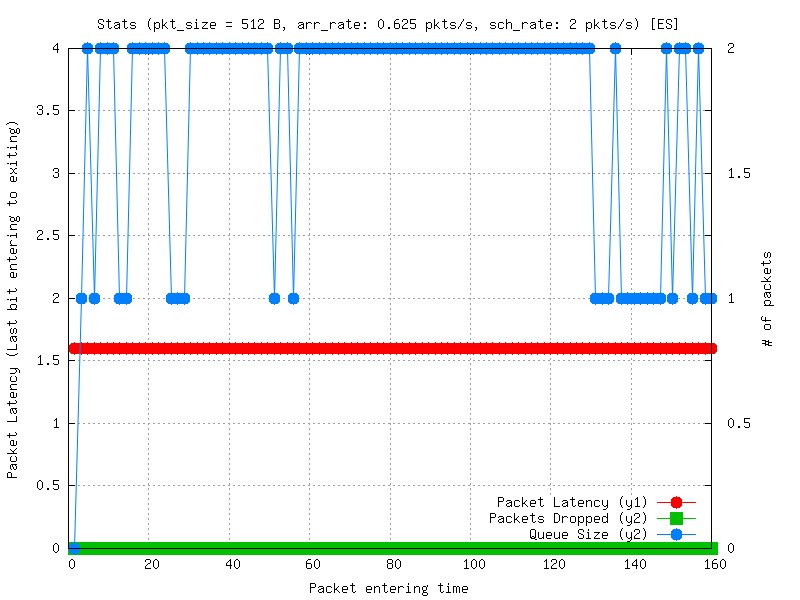 Stats (pkt_size = 512 B, arr_rate: 0.625 pkts/s, sch_rate: 2 pkts/s) [ES]
4
3.5
3
2.5
2
1.5
1
0.5
0
Packet Latency (Last bit entering to exiting)
2
1.5
1
0.5
0
# of packets
Packet Latency (y1)
Packets Dropped (y2)
Queue Size (y2)
0 20 40 60 80 100 120 140 160
Packet entering time